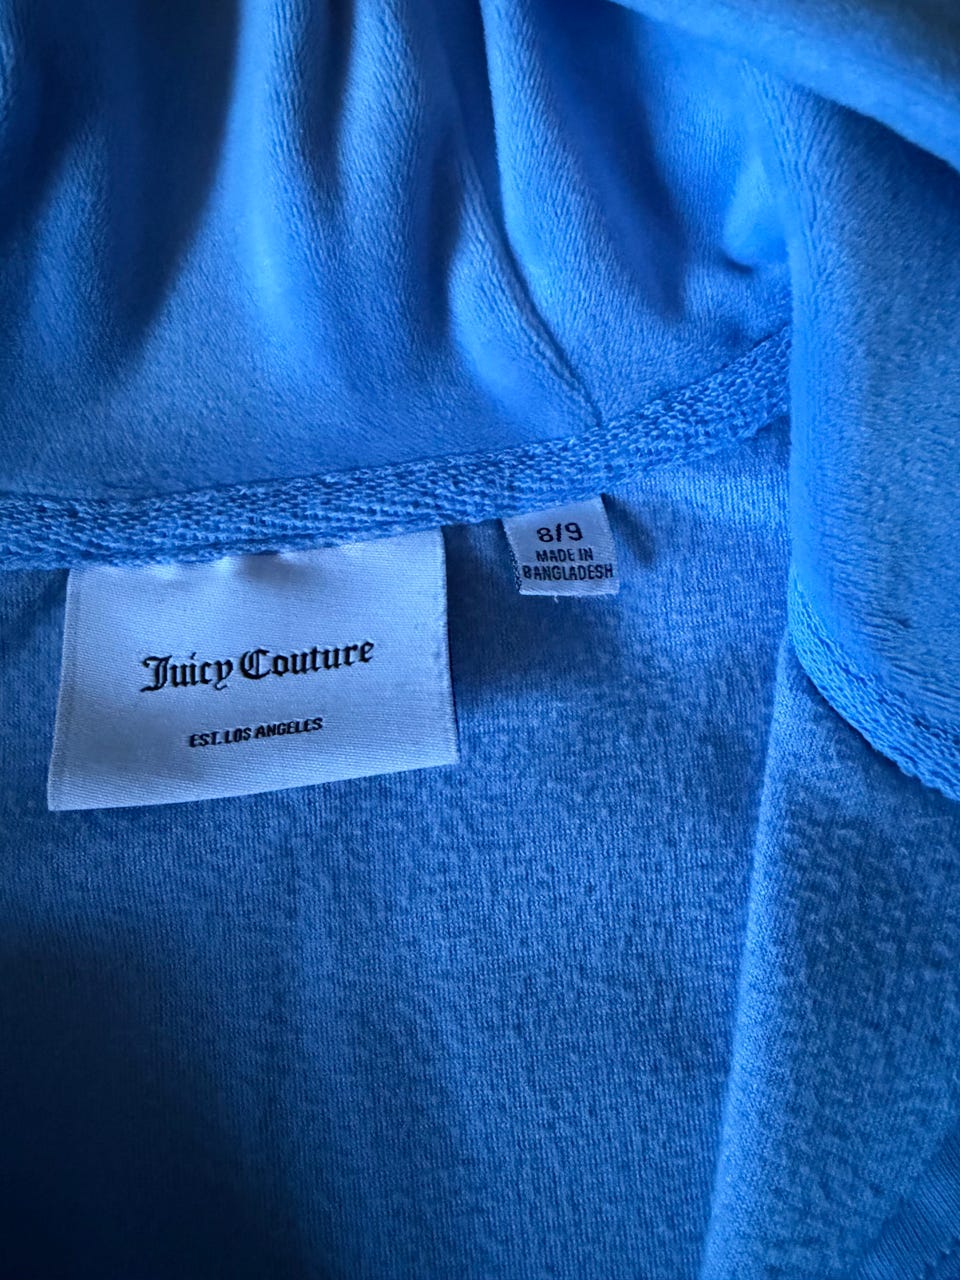 Juicy Couture
EST. LOS ANGELES
8/9
MADE IN
BANGLADESH